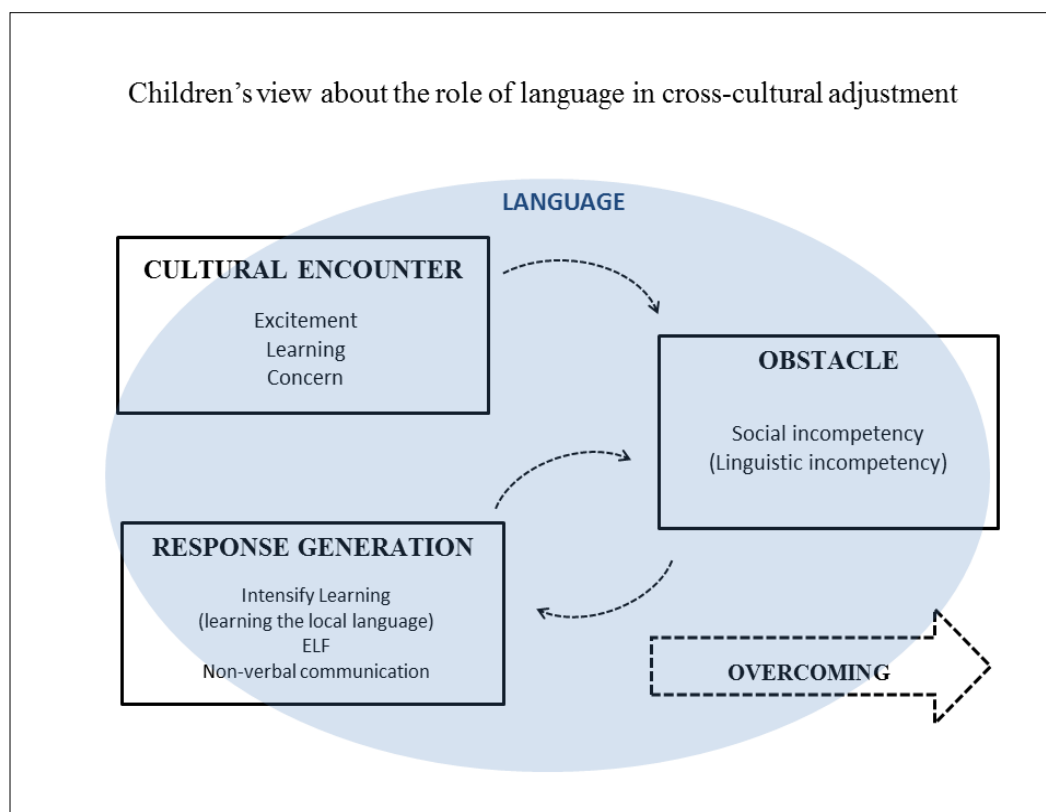 Children's view about the role of language in cross-cultural adjustment
LANGUAGE
CULTURAL ENCOUNTER
Excitement
Learning
Concern
OBSTACLE
Social incompetency
(Linguistic incompetency)
RESPONSE GENERATION
Intensify Learning
(learning the local language)
ELF
Non-verbal communication
OVERCOMING